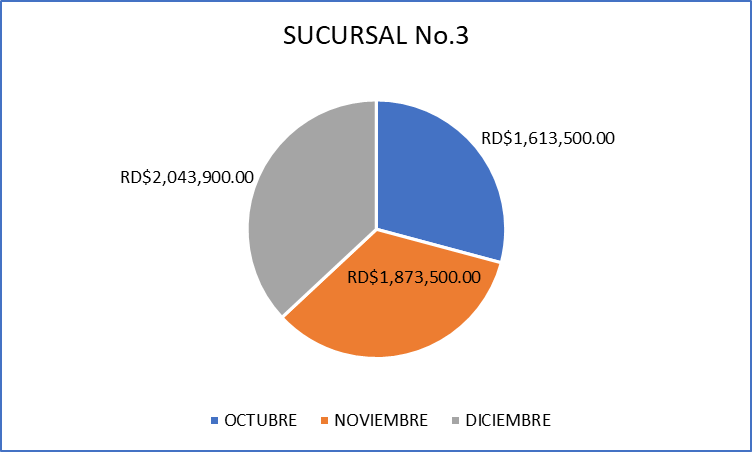 SUCURSAL No.3
RD$1,613,500.00
RD$2,043,900.00
RD$1,873,500.00
OCTUBRE NOVIEMBRE DICIEMBRE